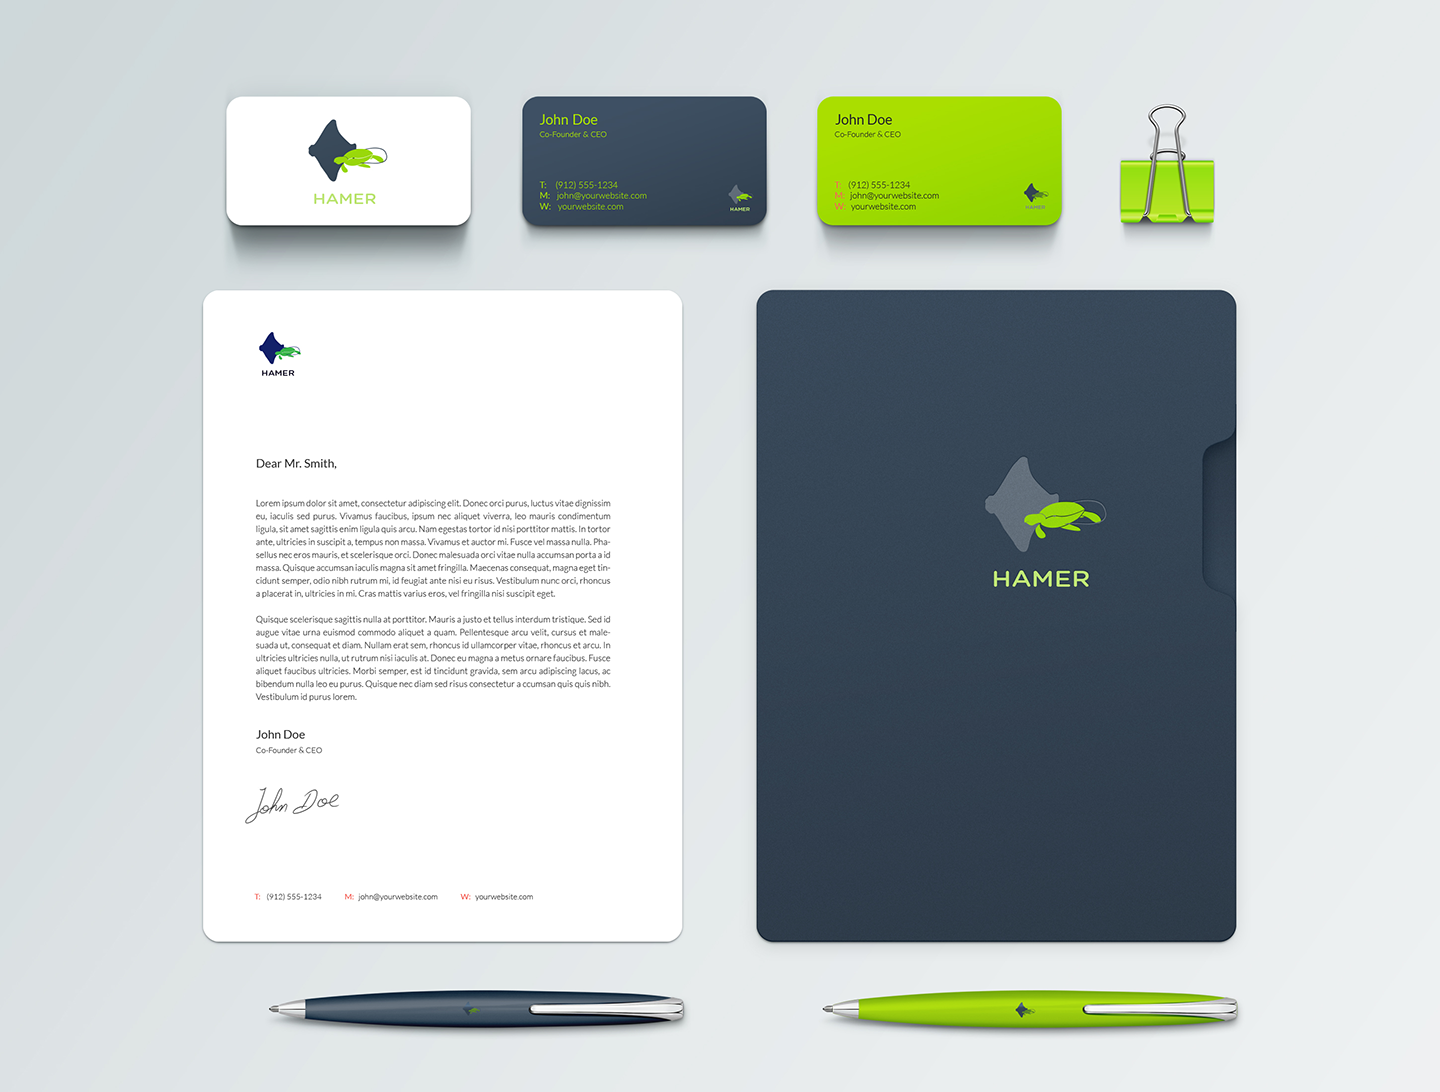 HAMER
John Doe
Co-Founder & CEO
T: (912) 555-1234
M: john@yourwebsite.com
W: yourwebsite.com
HAMER
John Doe
Co-Founder & CEO
T: (912) 555-1234
M: john@yourwebsite.com
W: yourwebsite.com
HAMER
HAMER
Dear Mr. Smith,
Lorem ipsum dolor sit amet, consectetur adipiscing elit. Donec orci purus, luctus vitae dignissim
eu, iaculis sed purus. Vivamus faucibus, ipsum nec aliquet viverra, leo mauris condimentum
ligula, sit amet sagittis enim ligula quis arcu. Nam egestas tortor id nisi porttitor mattis. In tortor
ante, ultricies in suscipit a, tempus non massa. Vivamus et auctor mi. Fusce vel massa nulla. Pha-
sellus nec eros mauris, et scelerisque orci. Donec malesuada orci vitae nulla accumsan porta a id
massa. Quisque accumsan iaculis magna sit amet fringilla. Maecenas consequat, magna eget tin-
cidunt semper, odio nibh rutrum mi, id feugiat ante nisi eu risus. Vestibulum nunc orci, rhoncus
a placerat in, ultricies in mi. Cras mattis varius eros, vel fringilla nisi suscipit eget.
Quisque scelerisque sagittis nulla at porttitor. Mauris a justo et tellus interdum tristique. Sed id
augue vitae urna euismod commodo aliquet a quam. Pellentesque arcu velit, cursus et male-
suada ut, consequat et diam. Nullam erat sem, rhoncus id ullamcorper vitae, rhoncus et arcu. In
ultricies ultricies nulla, ut rutrum nisi iaculis at. Donec eu magna a metus ornare faucibus. Fusce
aliquet faucibus ultricies. Morbi semper, est id tincidunt gravida, sem arcu adipiscing lacus, ac
bibendum nulla leo eu purus. Quisque nec diam sed risus consectetur a ccumsan quis quis nibh.
Vestibulum id purus lorem.
John Doe
Co-Founder & CEO
John Doe
T: (912) 555-1234 M: john@yourwebsite.com W: yourwebsite.com
HAMER